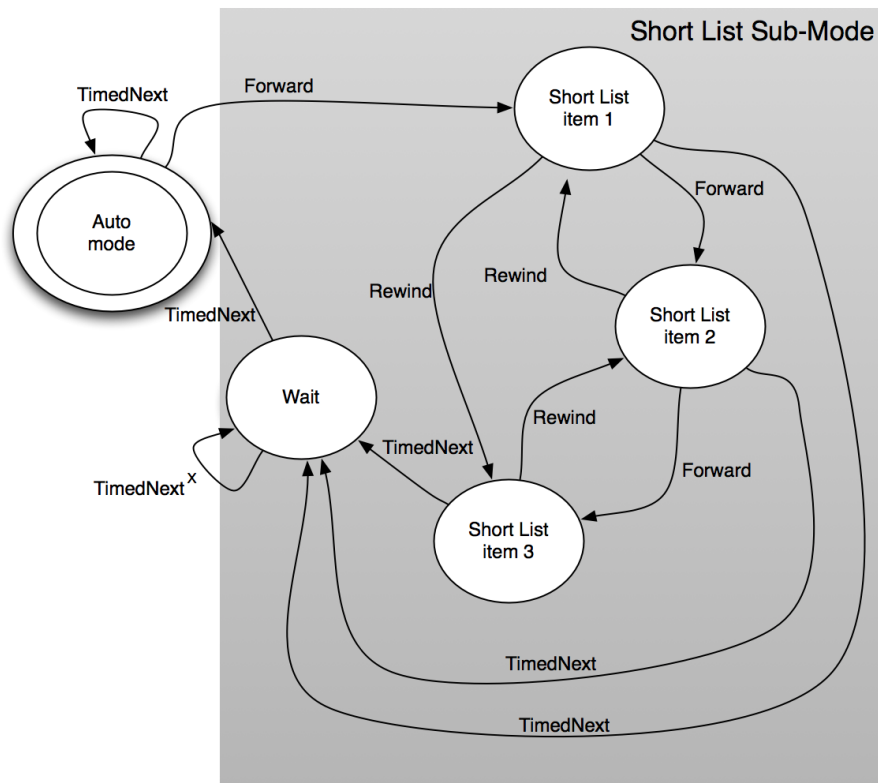 Short List Sub-Mode
TimedNext
Forward
Short List
item 1
Forward
Auto
mode
Rewind
Rewind
TimedNext
Short List
item 2
Wait
Rewind
TimedNext
TimedNext x
Forward
Short List
item 3
TimedNext
TimedNext